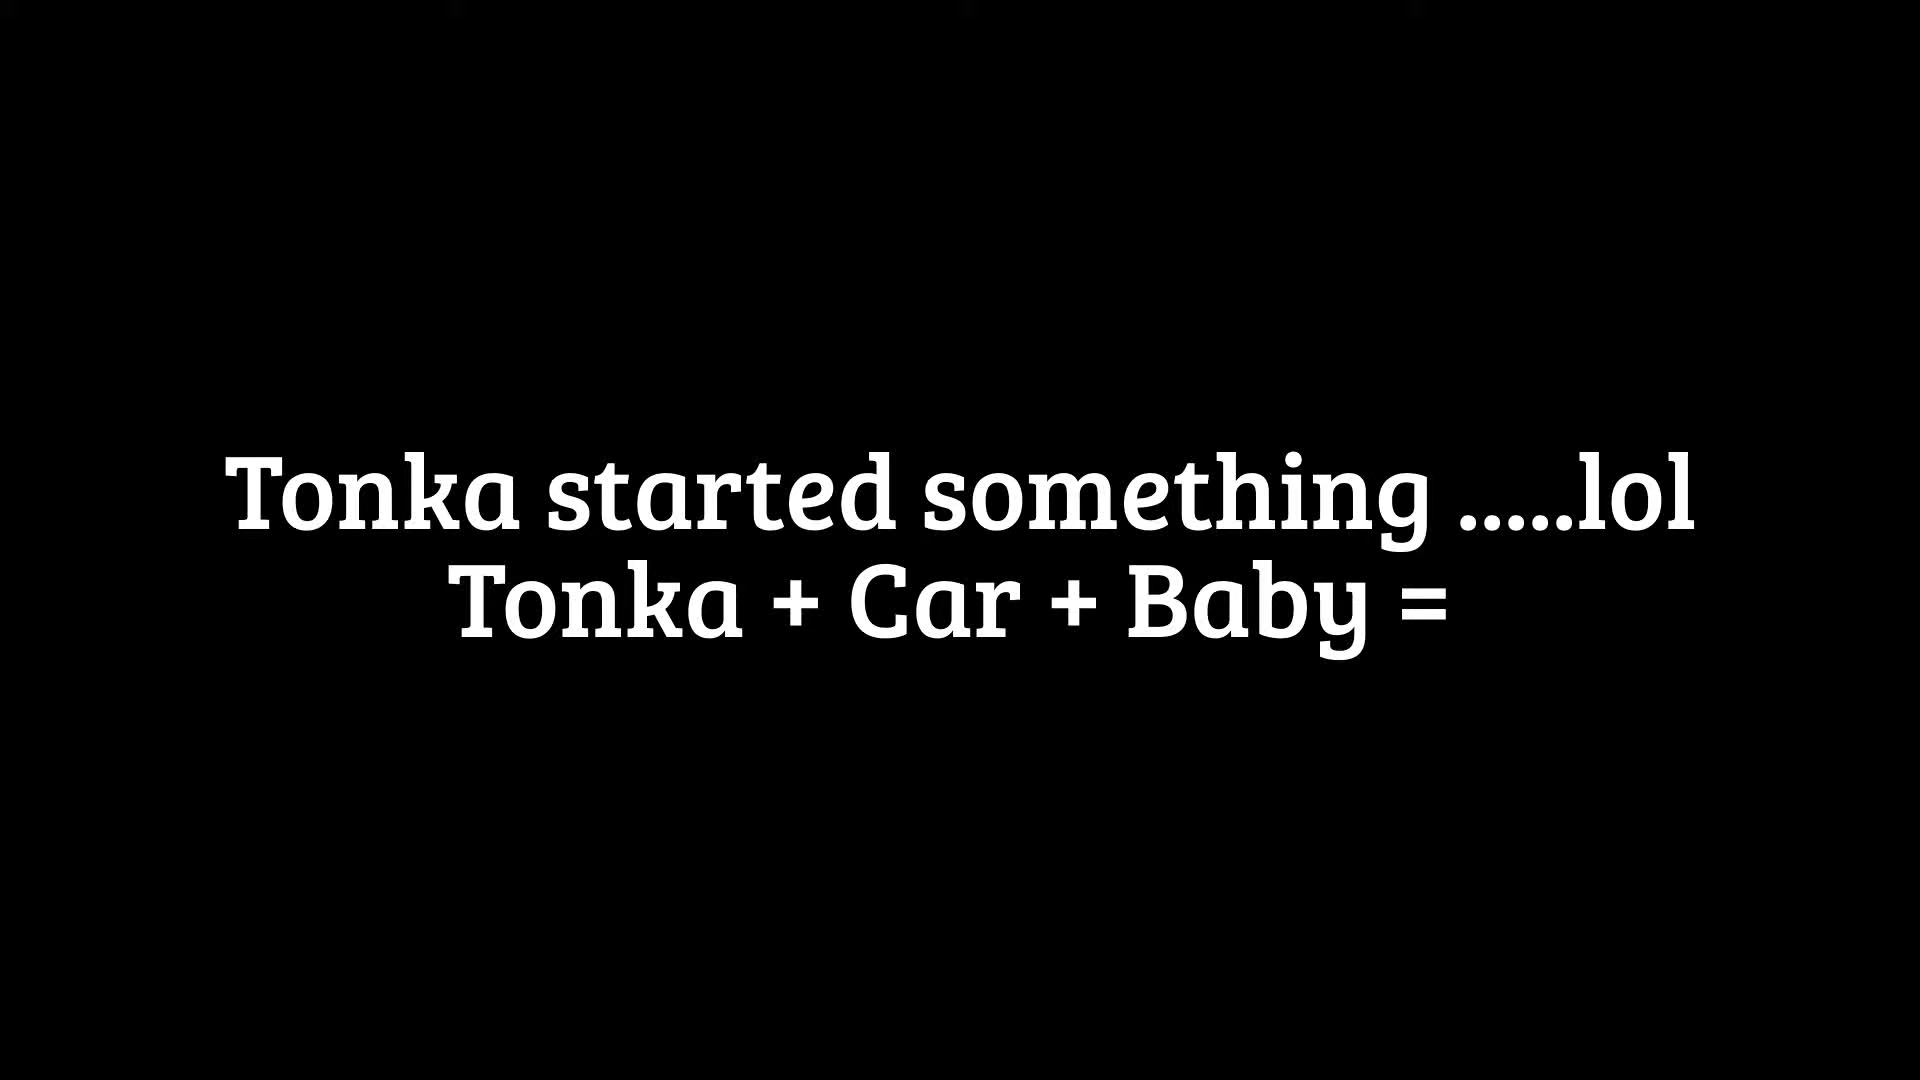 Tonka started something .....lol
Tonka + Car + Baby =